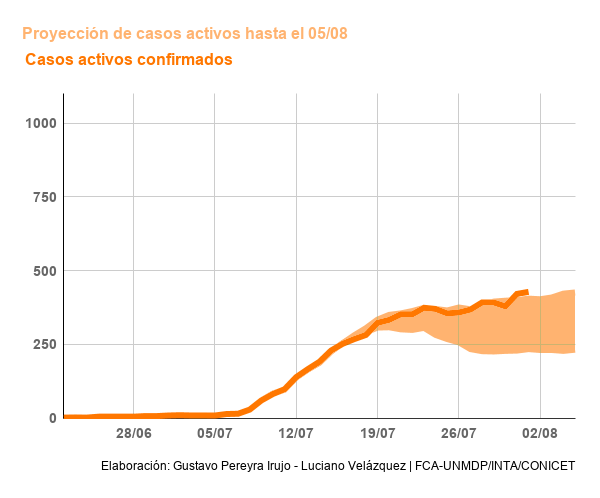 Proyección de casos activos hasta el 05/08
Casos activos confirmados
1000
750
500
250
0
28/06 05/07 12/07 19/07 26/07 02/08
Elaboración: Gustavo Pereyra Irujo - Luciano Velázquez | FCA-UNMDP/INTA/CONICET